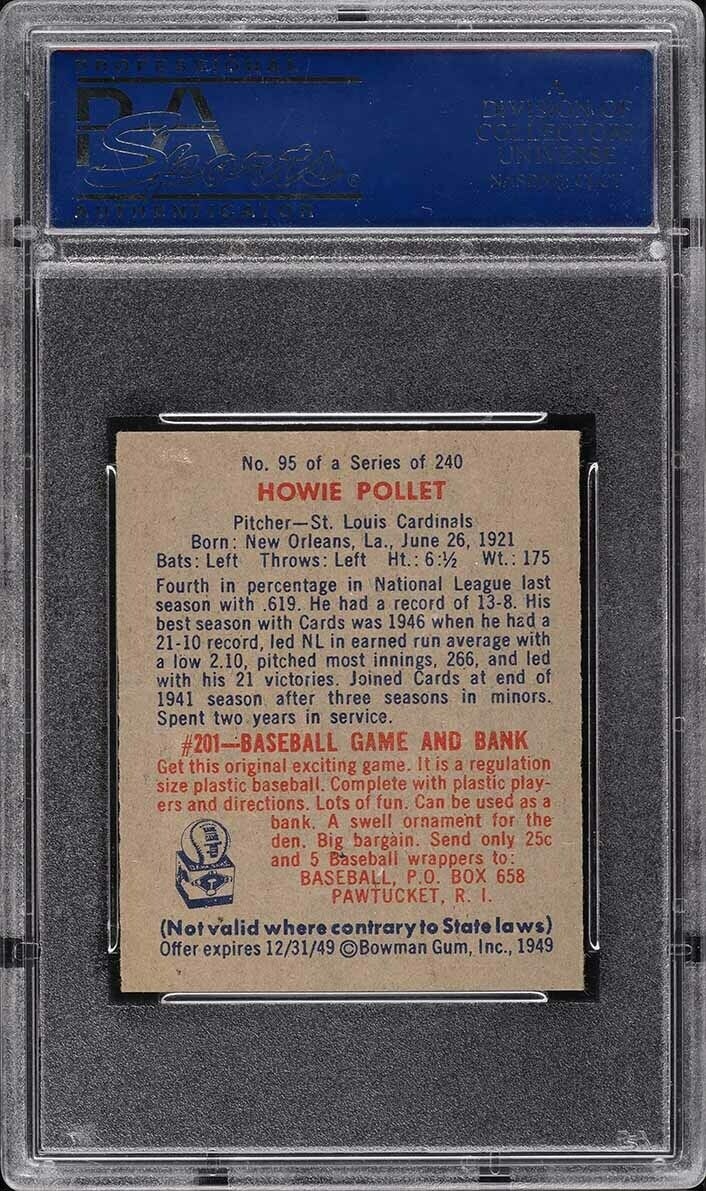 PROFESSIONAL
PSA
Sports
AUTHENTICATOR
A
DIVISION OF
COLLECTORS
UNIVERSE
No. 95 of a Series of 240
HOWIE POLLET
Pitcher—St. Louis Cardinals
Born: New Orleans, La., June 26, 1921
Bats: Left Throws: Left Ht.: 6:½ Wt.: 175
Fourth in percentage in National League last
season with .619. He had a record of 13-8. His
best season with Cards was 1946 when he had a
21-10 record, led NL in earned run average with
a low 2.10, pitched most innings, 266, and led
with his 21 victories. Joined Cards at end of
1941 season after three seasons in minors.
Spent two years in service.
#201—BASEBALL GAME AND BANK
Get this original exciting game. It is a regulation
size plastic baseball. Complete with plastic play-
ers and directions. Lots of fun. Can be used as a
bank. A swell ornament for the
den. Big bargain. Send only 25c
and 5 Baseball wrappers to:
BASEBALL, P.O. BOX 658
PAWTUCKET, R. I.
(Not valid where contrary to State laws)
Offer expires 12/31/49 ©Bowman Gum, Inc., 1949